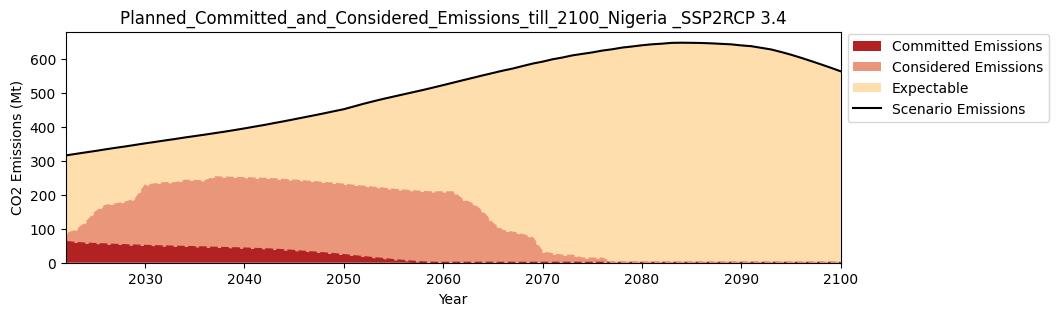 Planned_Committed_and_Considered_Emissions_till_2100_Nigeria _SSP2RCP 3.4
CO2 Emissions (Mt)
600
500
400
300
200
100
0
2030 2040 2050 2060 2070 2080 2090 2100
Year
Committed Emissions
Considered Emissions
Expectable
Scenario Emissions